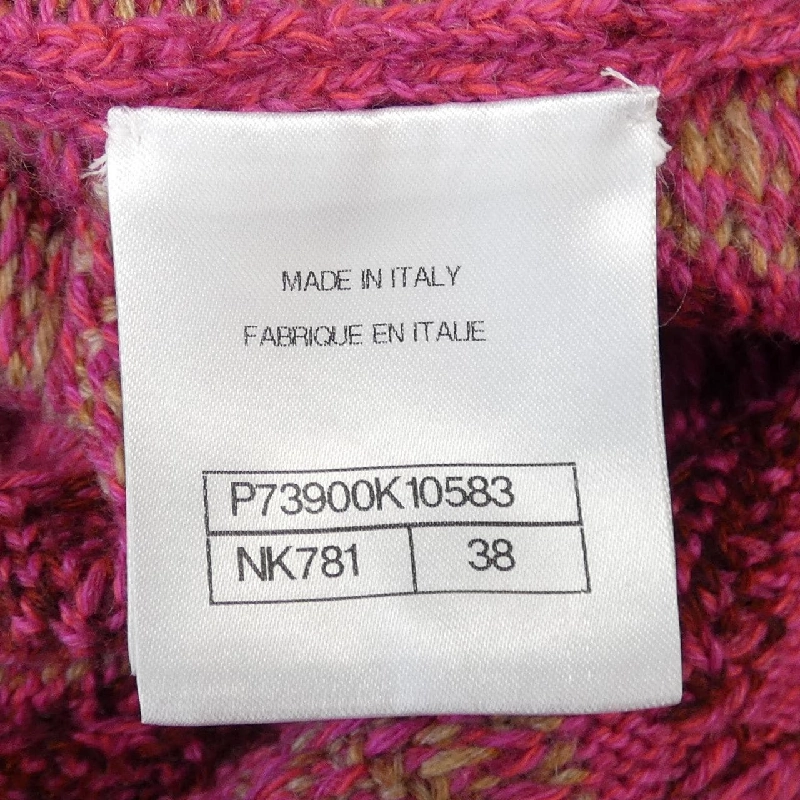 MADE IN ITALY
FABRIQUE EN ITALIE
P73900K10583
NK781 38